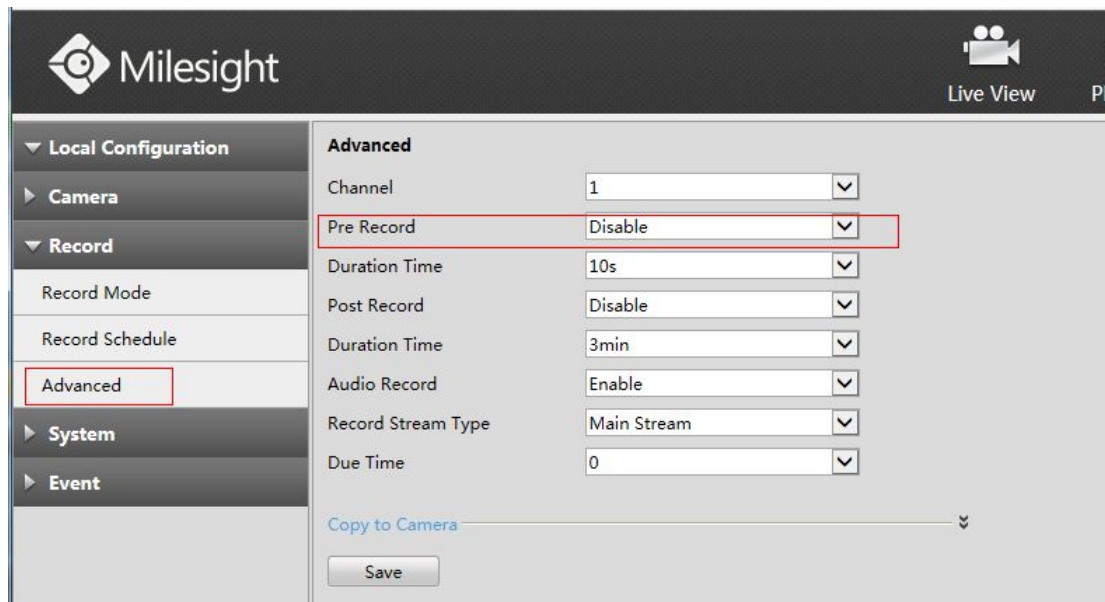 Milesight
Live View
Local Configuration
Camera
Record
Record Mode
Record Schedule
Advanced
System
Event
Advanced
Channel 1
Pre Record Disable
Duration Time 10s
Post Record Disable
Duration Time 3min
Audio Record Enable
Record Stream Type Main Stream
Due Time 0
Copy to Camera
Save